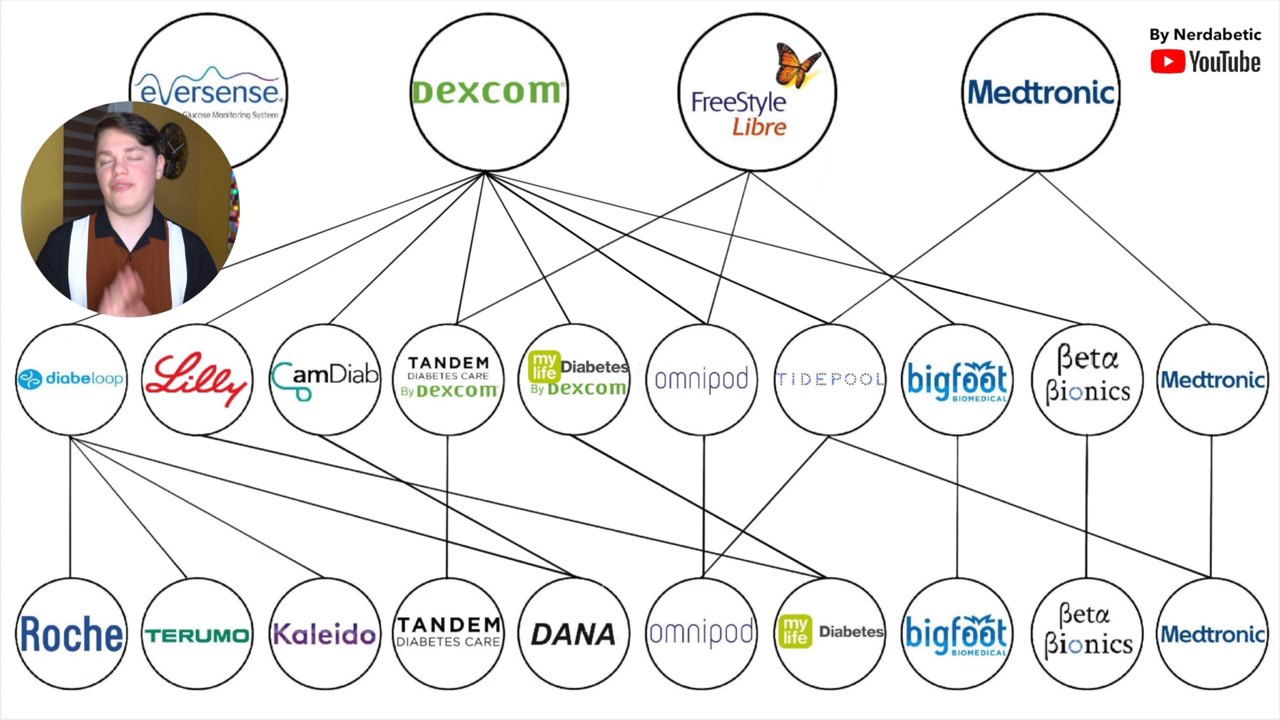 By Nerdabetic
YouTube
eversense.
Glucose Monitoring System
Dexcom
FreeStyle
Libre
Medtronic
diabeloop
Lilly
CamDiab
TANDEM
DIABETES CARE
By Dexcom
my
life
Diabetes
By Dexcom
omnipod
TIDEPOOL
bigfoot
BIOMEDICAL
βetα
βionics
Medtronic
Roche
TERUMO
Kaleido
TANDEM
DIABETES CARE
DANA
omnipod
my
life
Diabetes
bigfoot
BIOMEDICAL
βetα
βionics
Medtronic